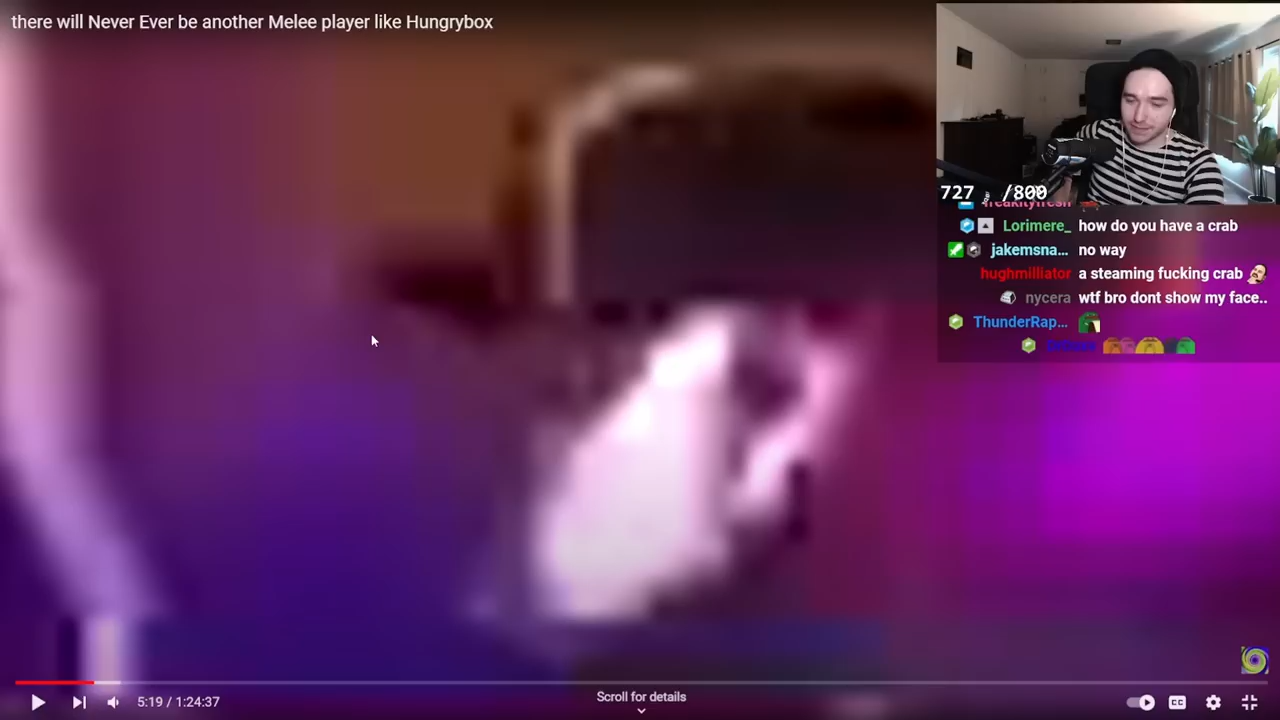 there will Never Ever be another Melee player like Hungrybox
727 /800
freakityfresh
Lorimere_ how do you have a crab
jakemsna... no way
hughmilliator a steaming fucking crab
nycera wtf bro dont show my face..
ThunderRap...
5:19 / 1:24:37
Scroll for details
CC